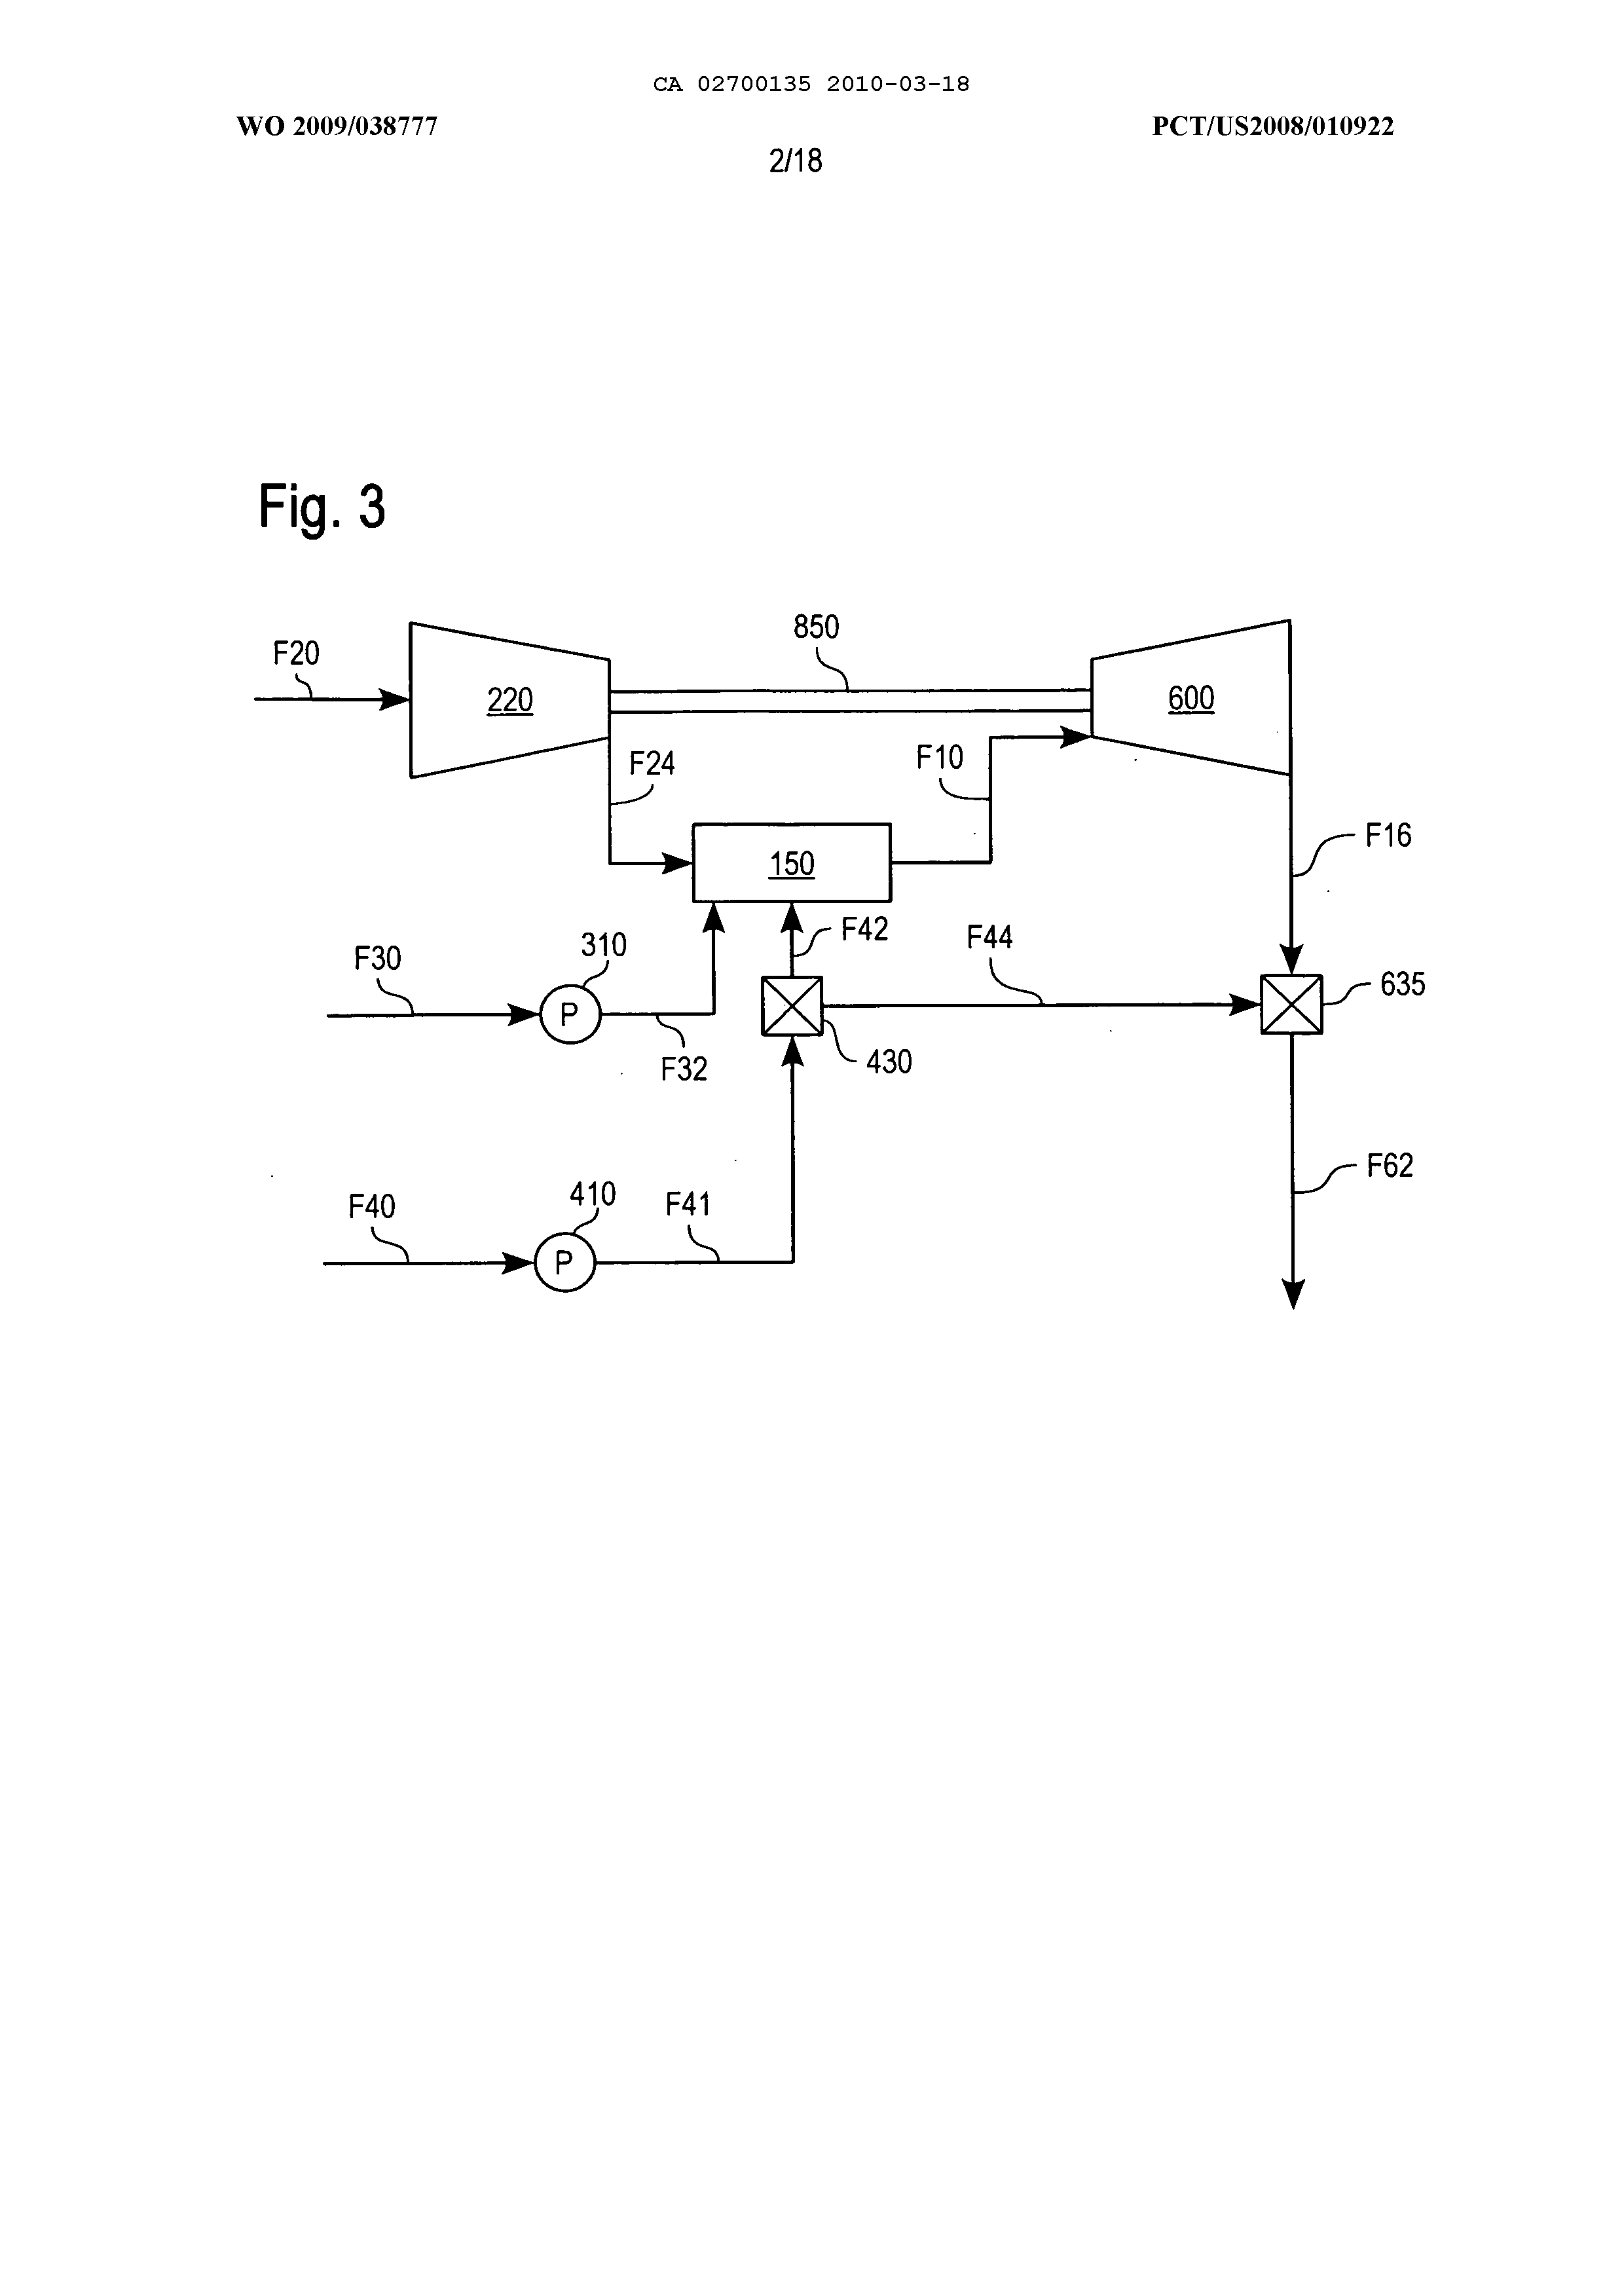 CA 02700135 2010-03-18
WO 2009/038777 PCT/US2008/010922
2/18
Fig. 3
850
F20
220
600
F24
F10
150
F16
F42
F44
310
F30
P
635
430
F32
F62
410
F41
F40
P